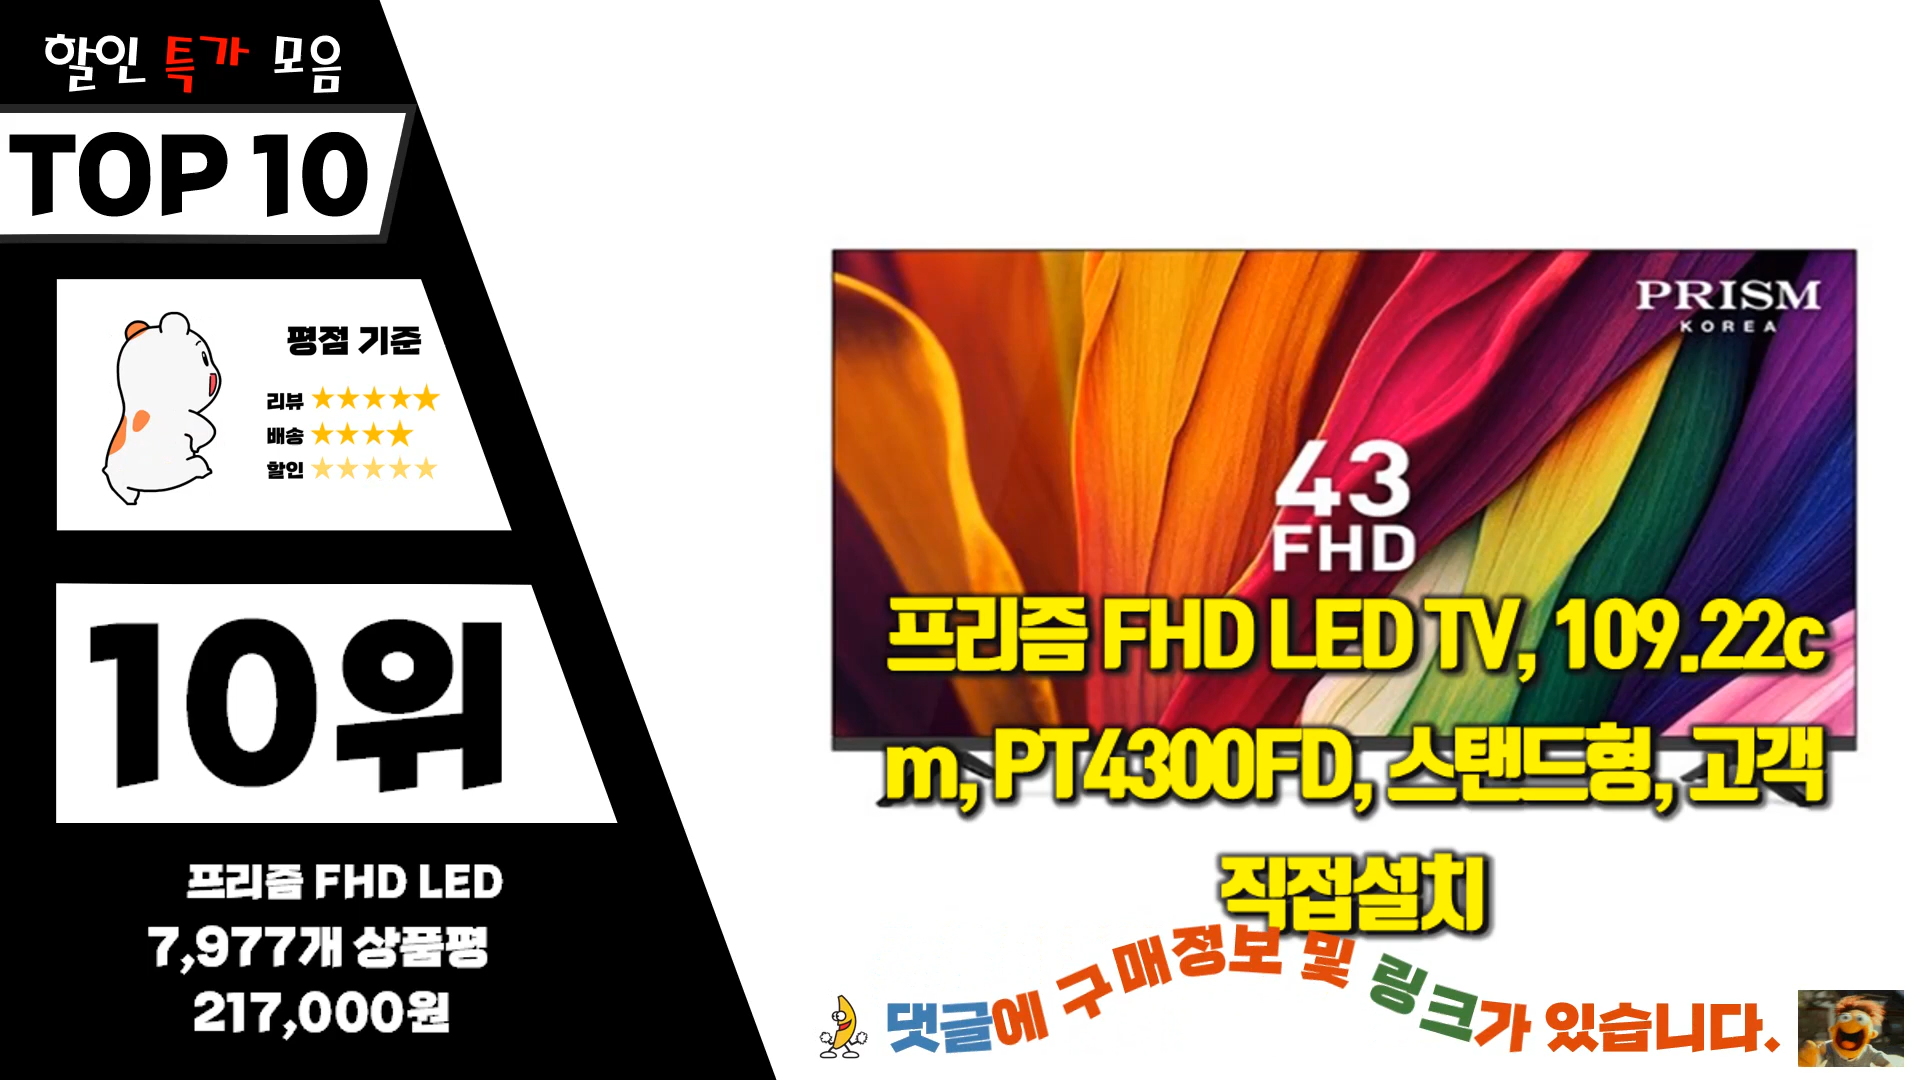 할인 특가 모음
TOP 10
평점 기준
리뷰 ★★★★★
배송 ★★★★
할인 ★★★★★
10위
프리즘 FHD LED
7,977개 상품평
217,000원
PRISM
KOREA
43
FHD
프리즘 FHD LED TV, 109.22c
m, PT4300FD, 스탠드형, 고객
직접설치
댓글에 구매정보 및 링크가 있습니다.